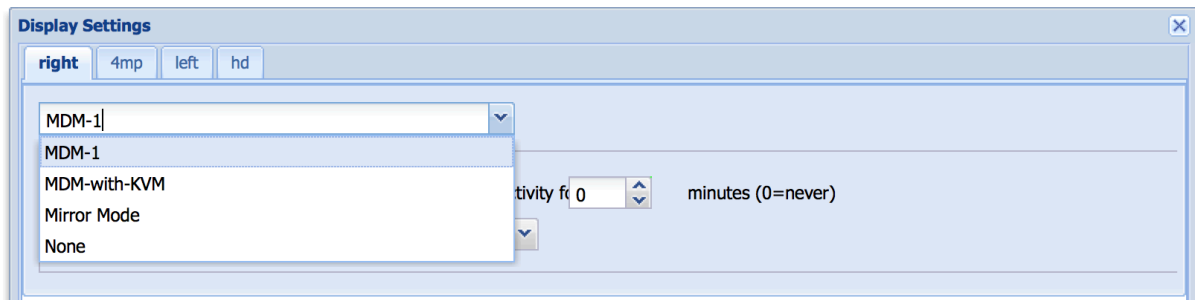 Display Settings
right 4mp left hd
MDM-1
MDM-1
MDM-with-KVM
tivity fo 0 minutes (0=never)
Mirror Mode
None